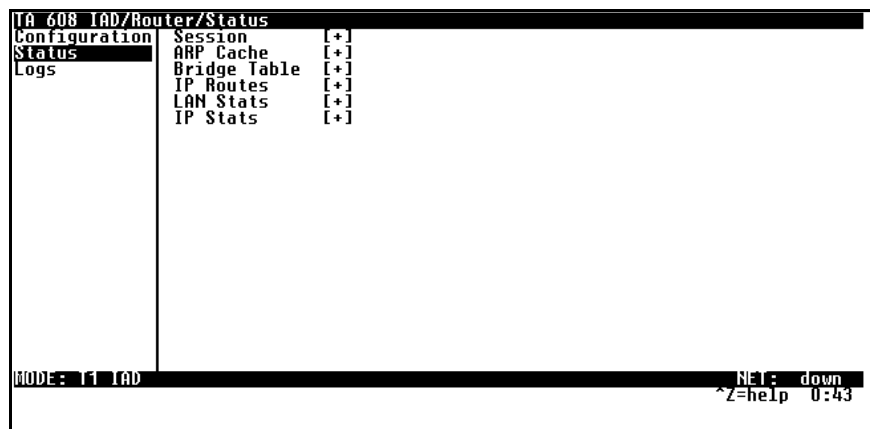 TA 608 IAD/Router/Status
Configuration Session [+]
Status ARP Cache [+]
Logs Bridge Table [+]
IP Routes [+]
LAN Stats [+]
IP Stats [+]
MODE: T1 IAD NET: down
^Z=help 0:43